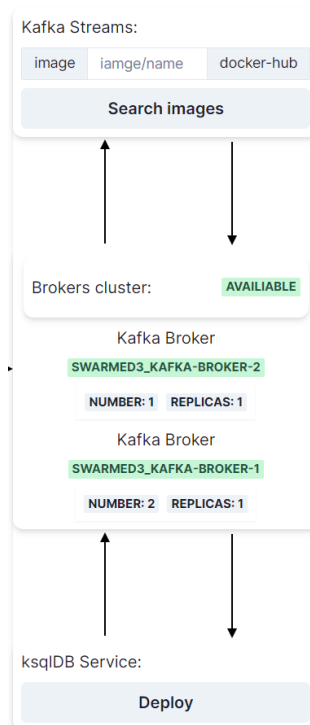 Kafka Streams:
image iamge/name docker-hub
Search images
Brokers cluster: AVAILIABLE
Kafka Broker
SWARMED3_KAFKA-BROKER-2
NUMBER: 1 REPLICAS: 1
Kafka Broker
SWARMED3_KAFKA-BROKER-1
NUMBER: 2 REPLICAS: 1
ksqlDB Service:
Deploy